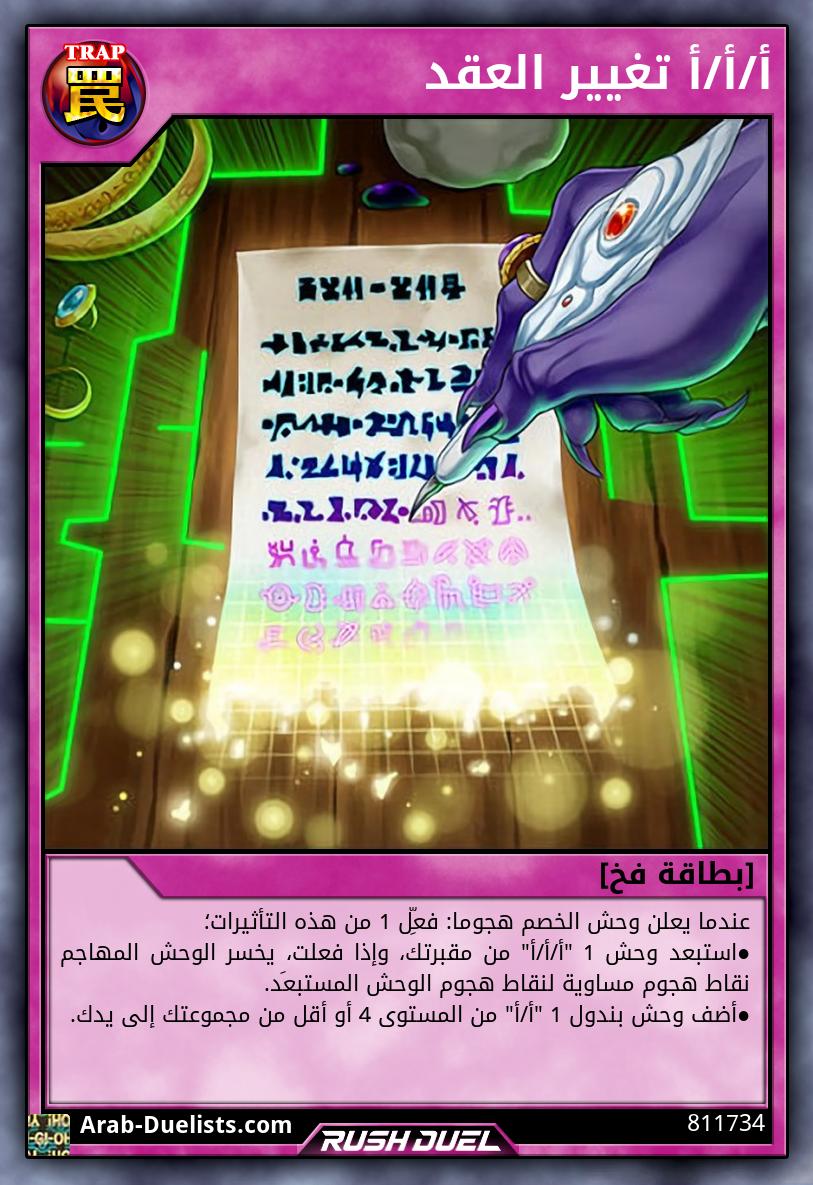 TRAP
罠
أ/أ/أ تغيير العقد
[بطاقة فخ]
عندما يعلن وحش الخصم هجوما: فعِّل 1 من هذه التأثيرات؛
●استبعد وحش 1 "أ/أ/أ" من مقبرتك، وإذا فعلت، يخسر الوحش المهاجم
نقاط هجوم مساوية لنقاط هجوم الوحش المستبعَد.
●أضف وحش بندول 1 "أ/أ" من المستوى 4 أو أقل من مجموعتك إلى يدك.
Arab-Duelists.com
RUSH DUEL
811734